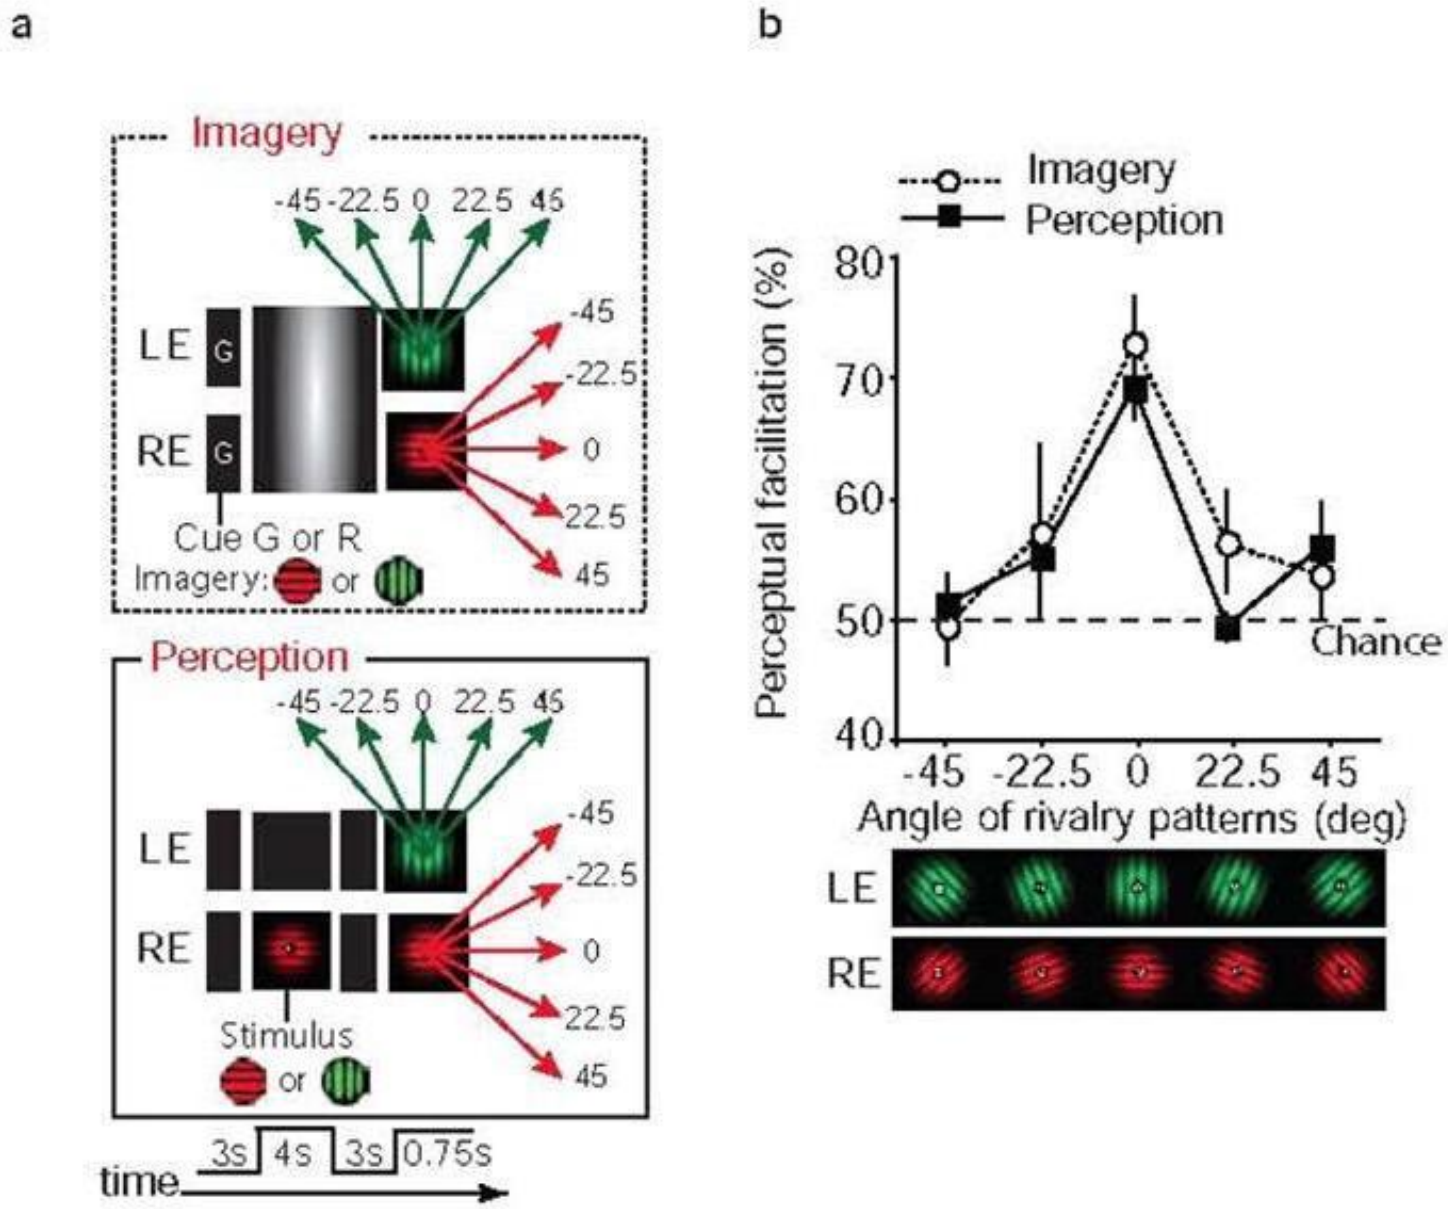 a
Imagery
-45 -22.5 0 22.5 45
-45
-22.5
0
22.5
45
LE G
RE G
Cue G or R
Imagery: or
Perception
-45 -22.5 0 22.5 45
-45
-22.5
0
22.5
45
LE
RE
Stimulus
or
3s 4s 3s 0.75s
time
b
Imagery
Perception
Perceptual facilitation (%)
80
70
60
50
40
Chance
-45 -22.5 0 22.5 45
Angle of rivalry patterns (deg)
LE
RE